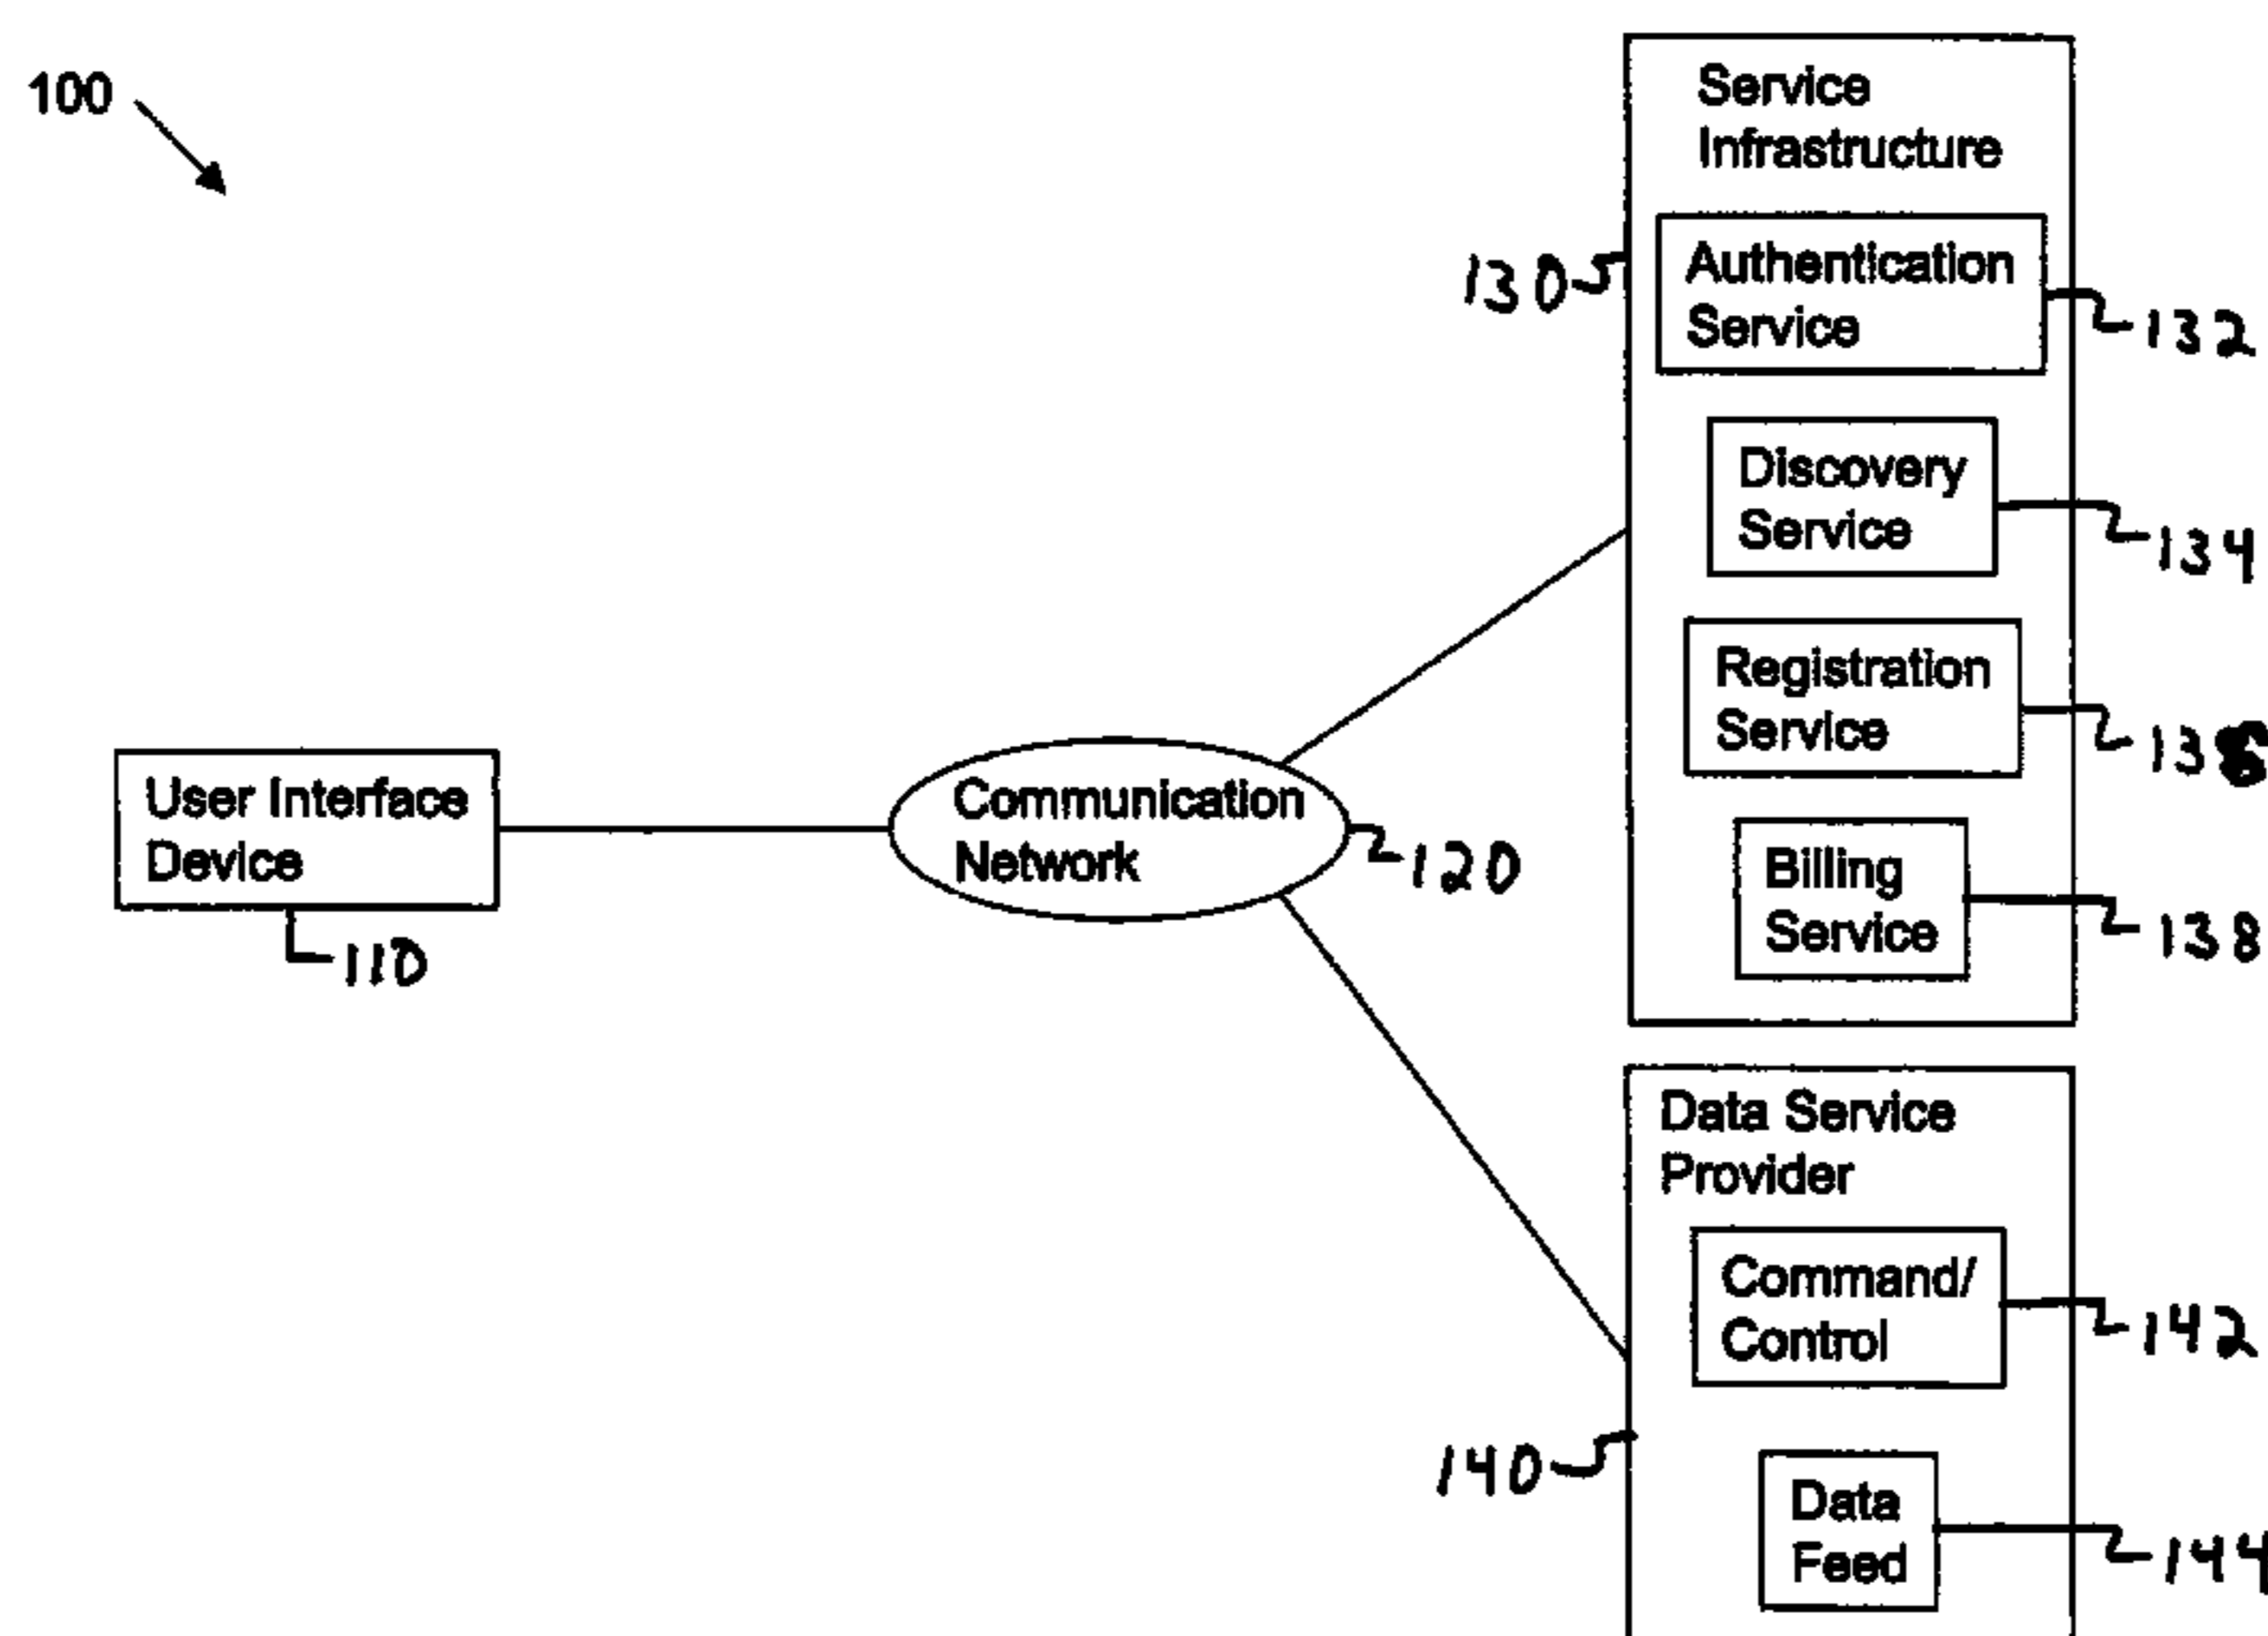 100
Service
Infrastructure
130
Authentication
Service
132
Discovery
Service
134
Registration
Service
Billing
Service
138
User Interface
Device
110
Communication
Network
120
Data Service
Provider
Command/
Control
142
140
Data
Feed
144